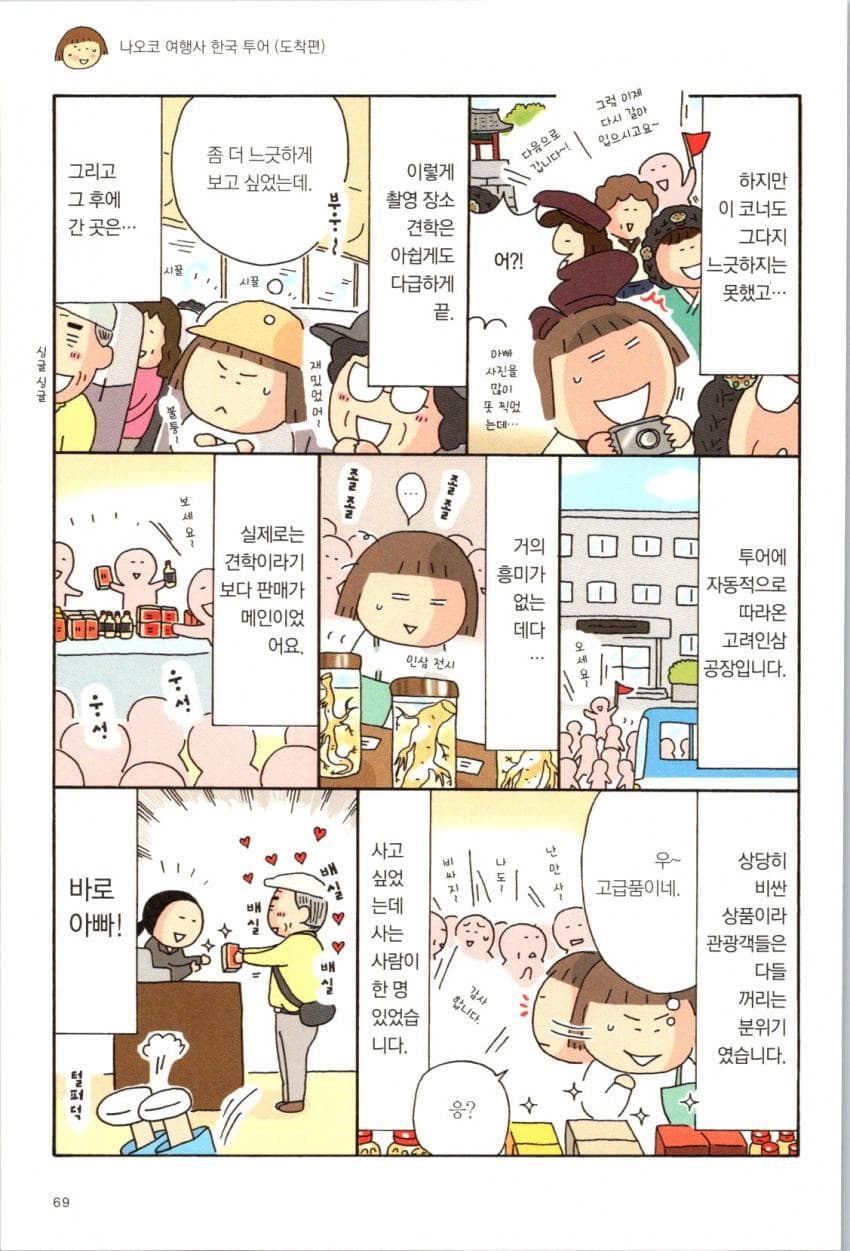 나오코 여행사 한국 투어 (도착편)
하지만
이 코너도
그다지
느긋하지는
못했고…
그럼 이제
다시 갈아
입으시고요~
다음으로
갑니다~!
어?!
아빠
사진을
많이
못 찍었
는데…
이렇게
촬영 장소
견학은
아쉽게도
다급하게
끝.
좀 더 느긋하게
보고 싶었는데.
부웅~
시끌
시끌
재밌었어~
불퉁~
그리고
그 후에
간 곳은…
싱글싱글
투어에
자동적으로
따라온
고려인삼
공장입니다.
오세요~
거의
흥미가
없는
데다
…
줄줄
…
줄줄
인삼 전시
실제로는
견학이라기
보다 판매가
메인이었
어요.
보세요~
웅성
웅성
상당히
비싼
상품이라
관광객들은
다들
꺼리는
분위기
였습니다.
우~
고급품이네.
난 안 사
나도~
비싸진
감사
합니다.
응?
사고
싶었
는데
사는
사람이
한 명
있었습
니다.
배실
배실
배실
바로
아빠!
털퍼덕
69